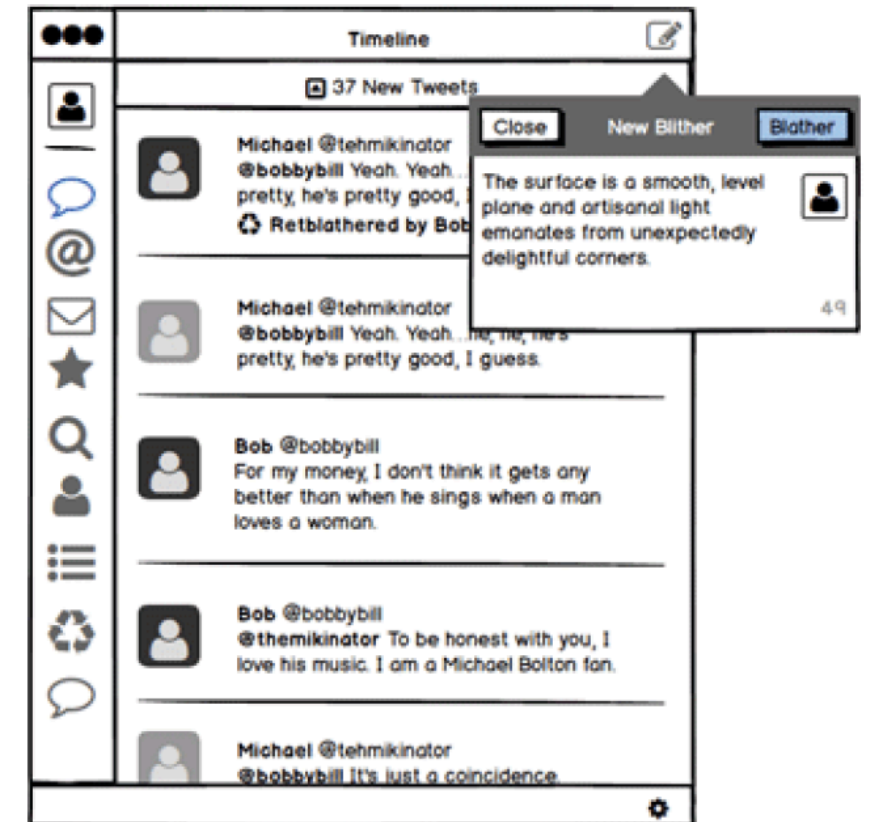 Timeline
37 New Tweets
Close New Blither Blather
The surface is a smooth, level
plane and artisanal light
emanates from unexpectedly
delightful corners.
49
Michael @tehmikinator
@bobbybill Yeah. Yeah...
pretty, he's pretty good,
Retblathered by Bob
Michael @tehmikinator
@bobbybill Yeah. Yeah...he, he, he's
pretty, he's pretty good, I guess.
Bob @bobbybill
For my money, I don't think it gets any
better than when he sings when a man
loves a woman.
Bob @bobbybill
@themikinator To be honest with you, I
love his music. I am a Michael Bolton fan.
Michael @tehmikinator
@bobbybill It's just a coincidence.